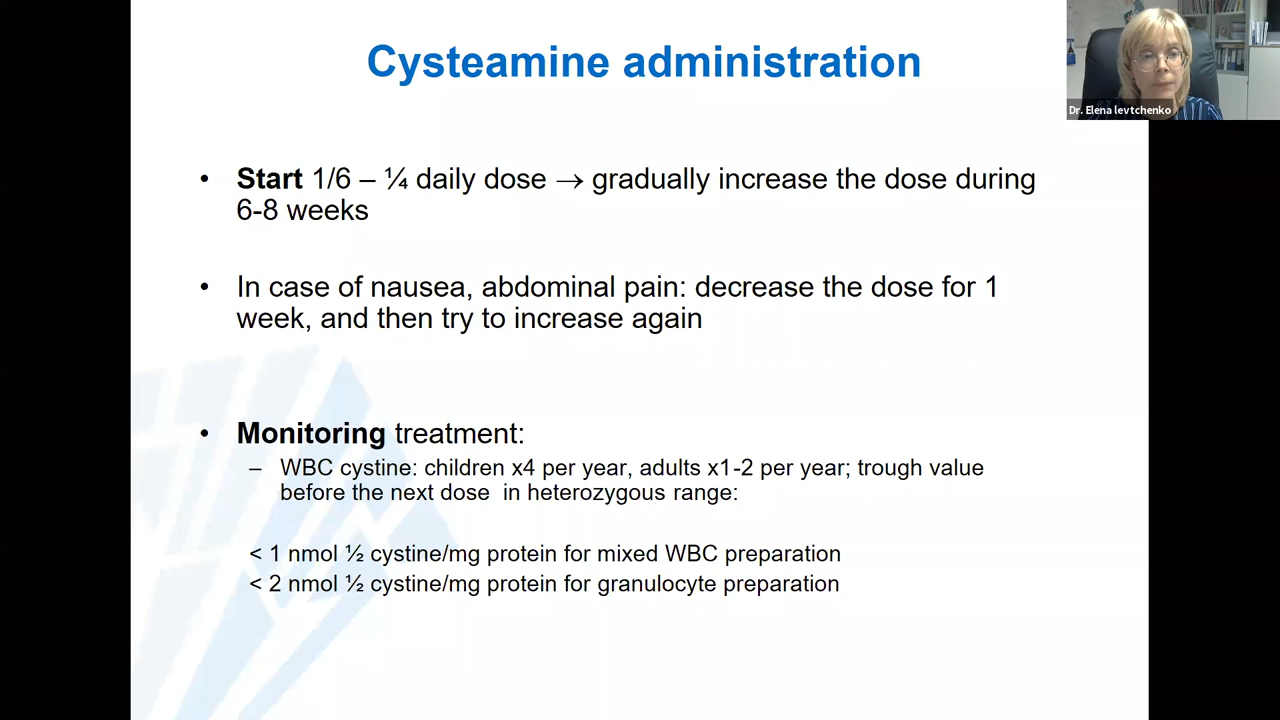 Cysteamine administration
Dr. Elena levtchenko
• Start 1/6 – ¼ daily dose → gradually increase the dose during
6-8 weeks
• In case of nausea, abdominal pain: decrease the dose for 1
week, and then try to increase again
• Monitoring treatment:
– WBC cystine: children x4 per year, adults x1-2 per year; trough value
before the next dose in heterozygous range:
< 1 nmol ½ cystine/mg protein for mixed WBC preparation
< 2 nmol ½ cystine/mg protein for granulocyte preparation